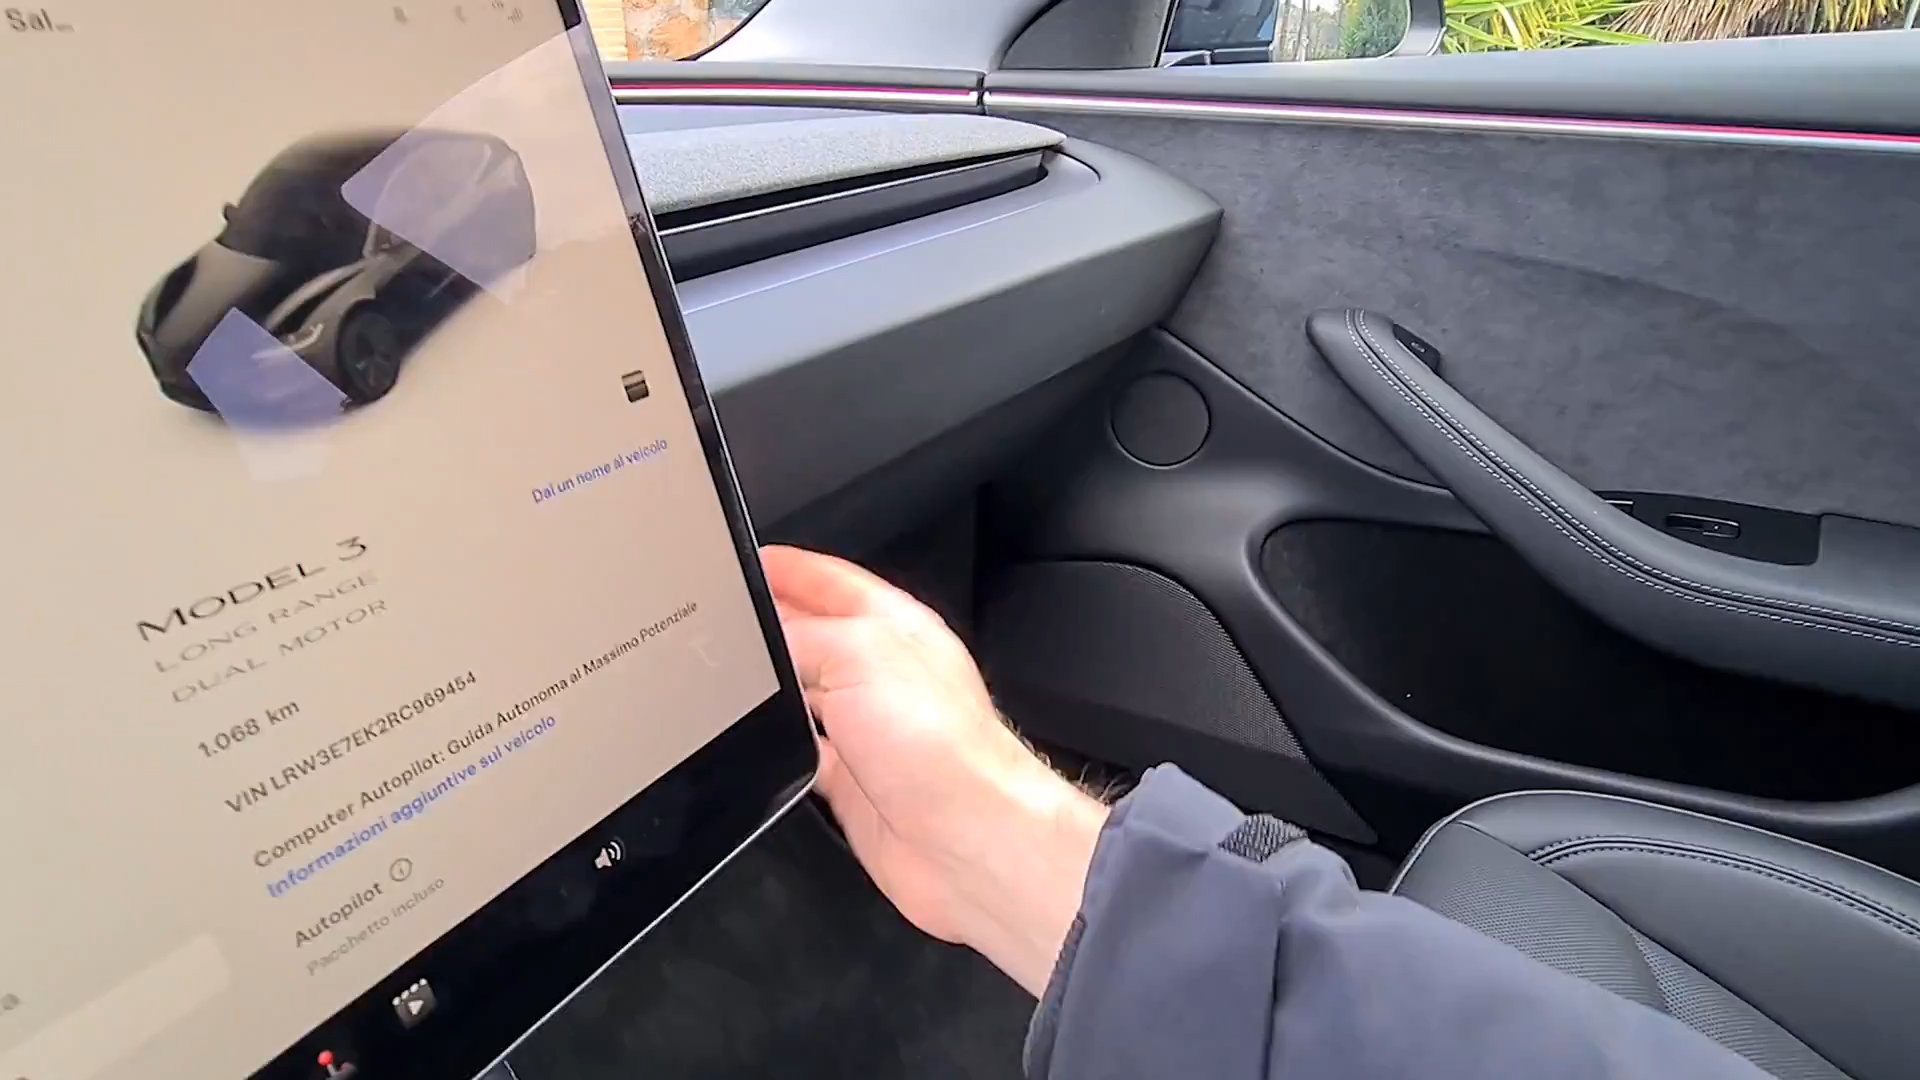 Sal...
Dai un nome al veicolo
MODEL 3
LONG RANGE
DUAL MOTOR
1.068 km
VIN LRW3E7EK2RC969454
Computer Autopilot: Guida Autonoma al Massimo Potenziale
Informazioni aggiuntive sul veicolo
Autopilot
Pacchetto incluso